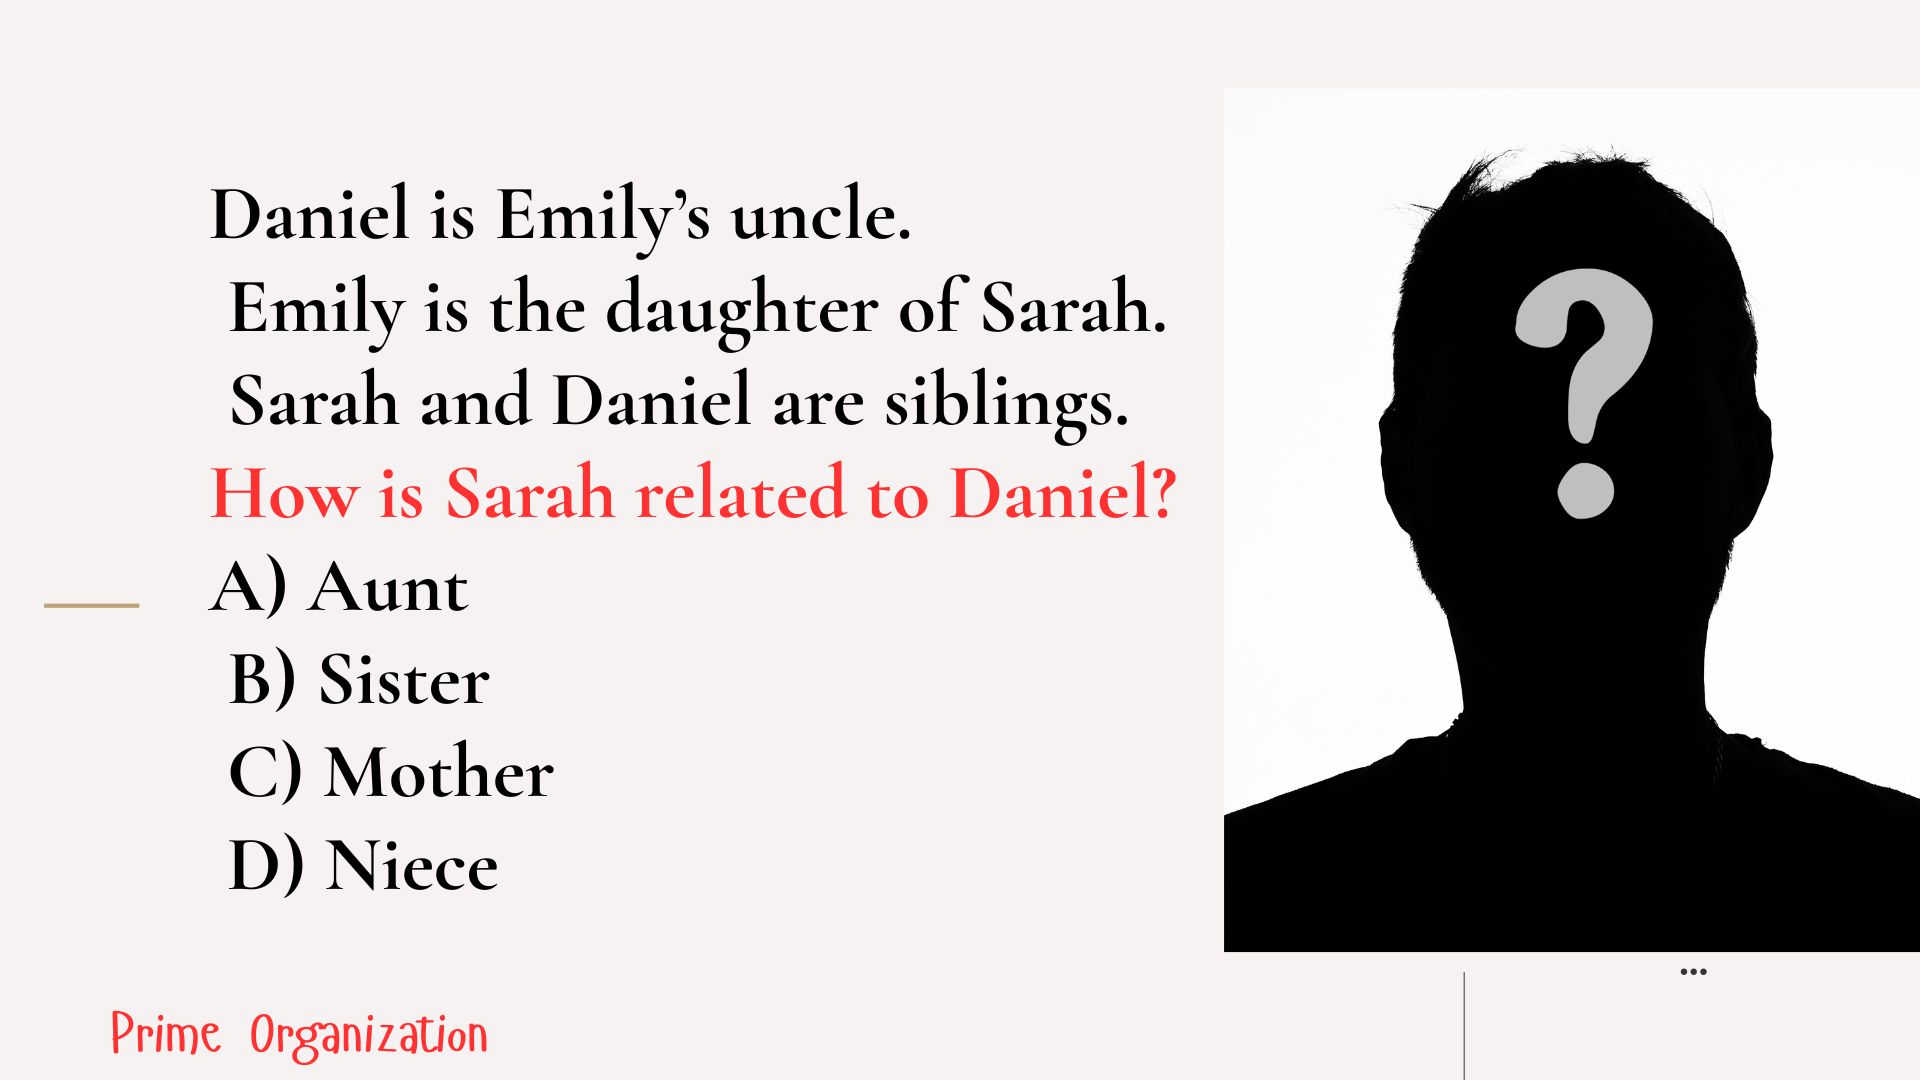 Daniel is Emily’s uncle.
Emily is the daughter of Sarah.
Sarah and Daniel are siblings.
How is Sarah related to Daniel?
A) Aunt
B) Sister
C) Mother
D) Niece
?
...
Prime Organization